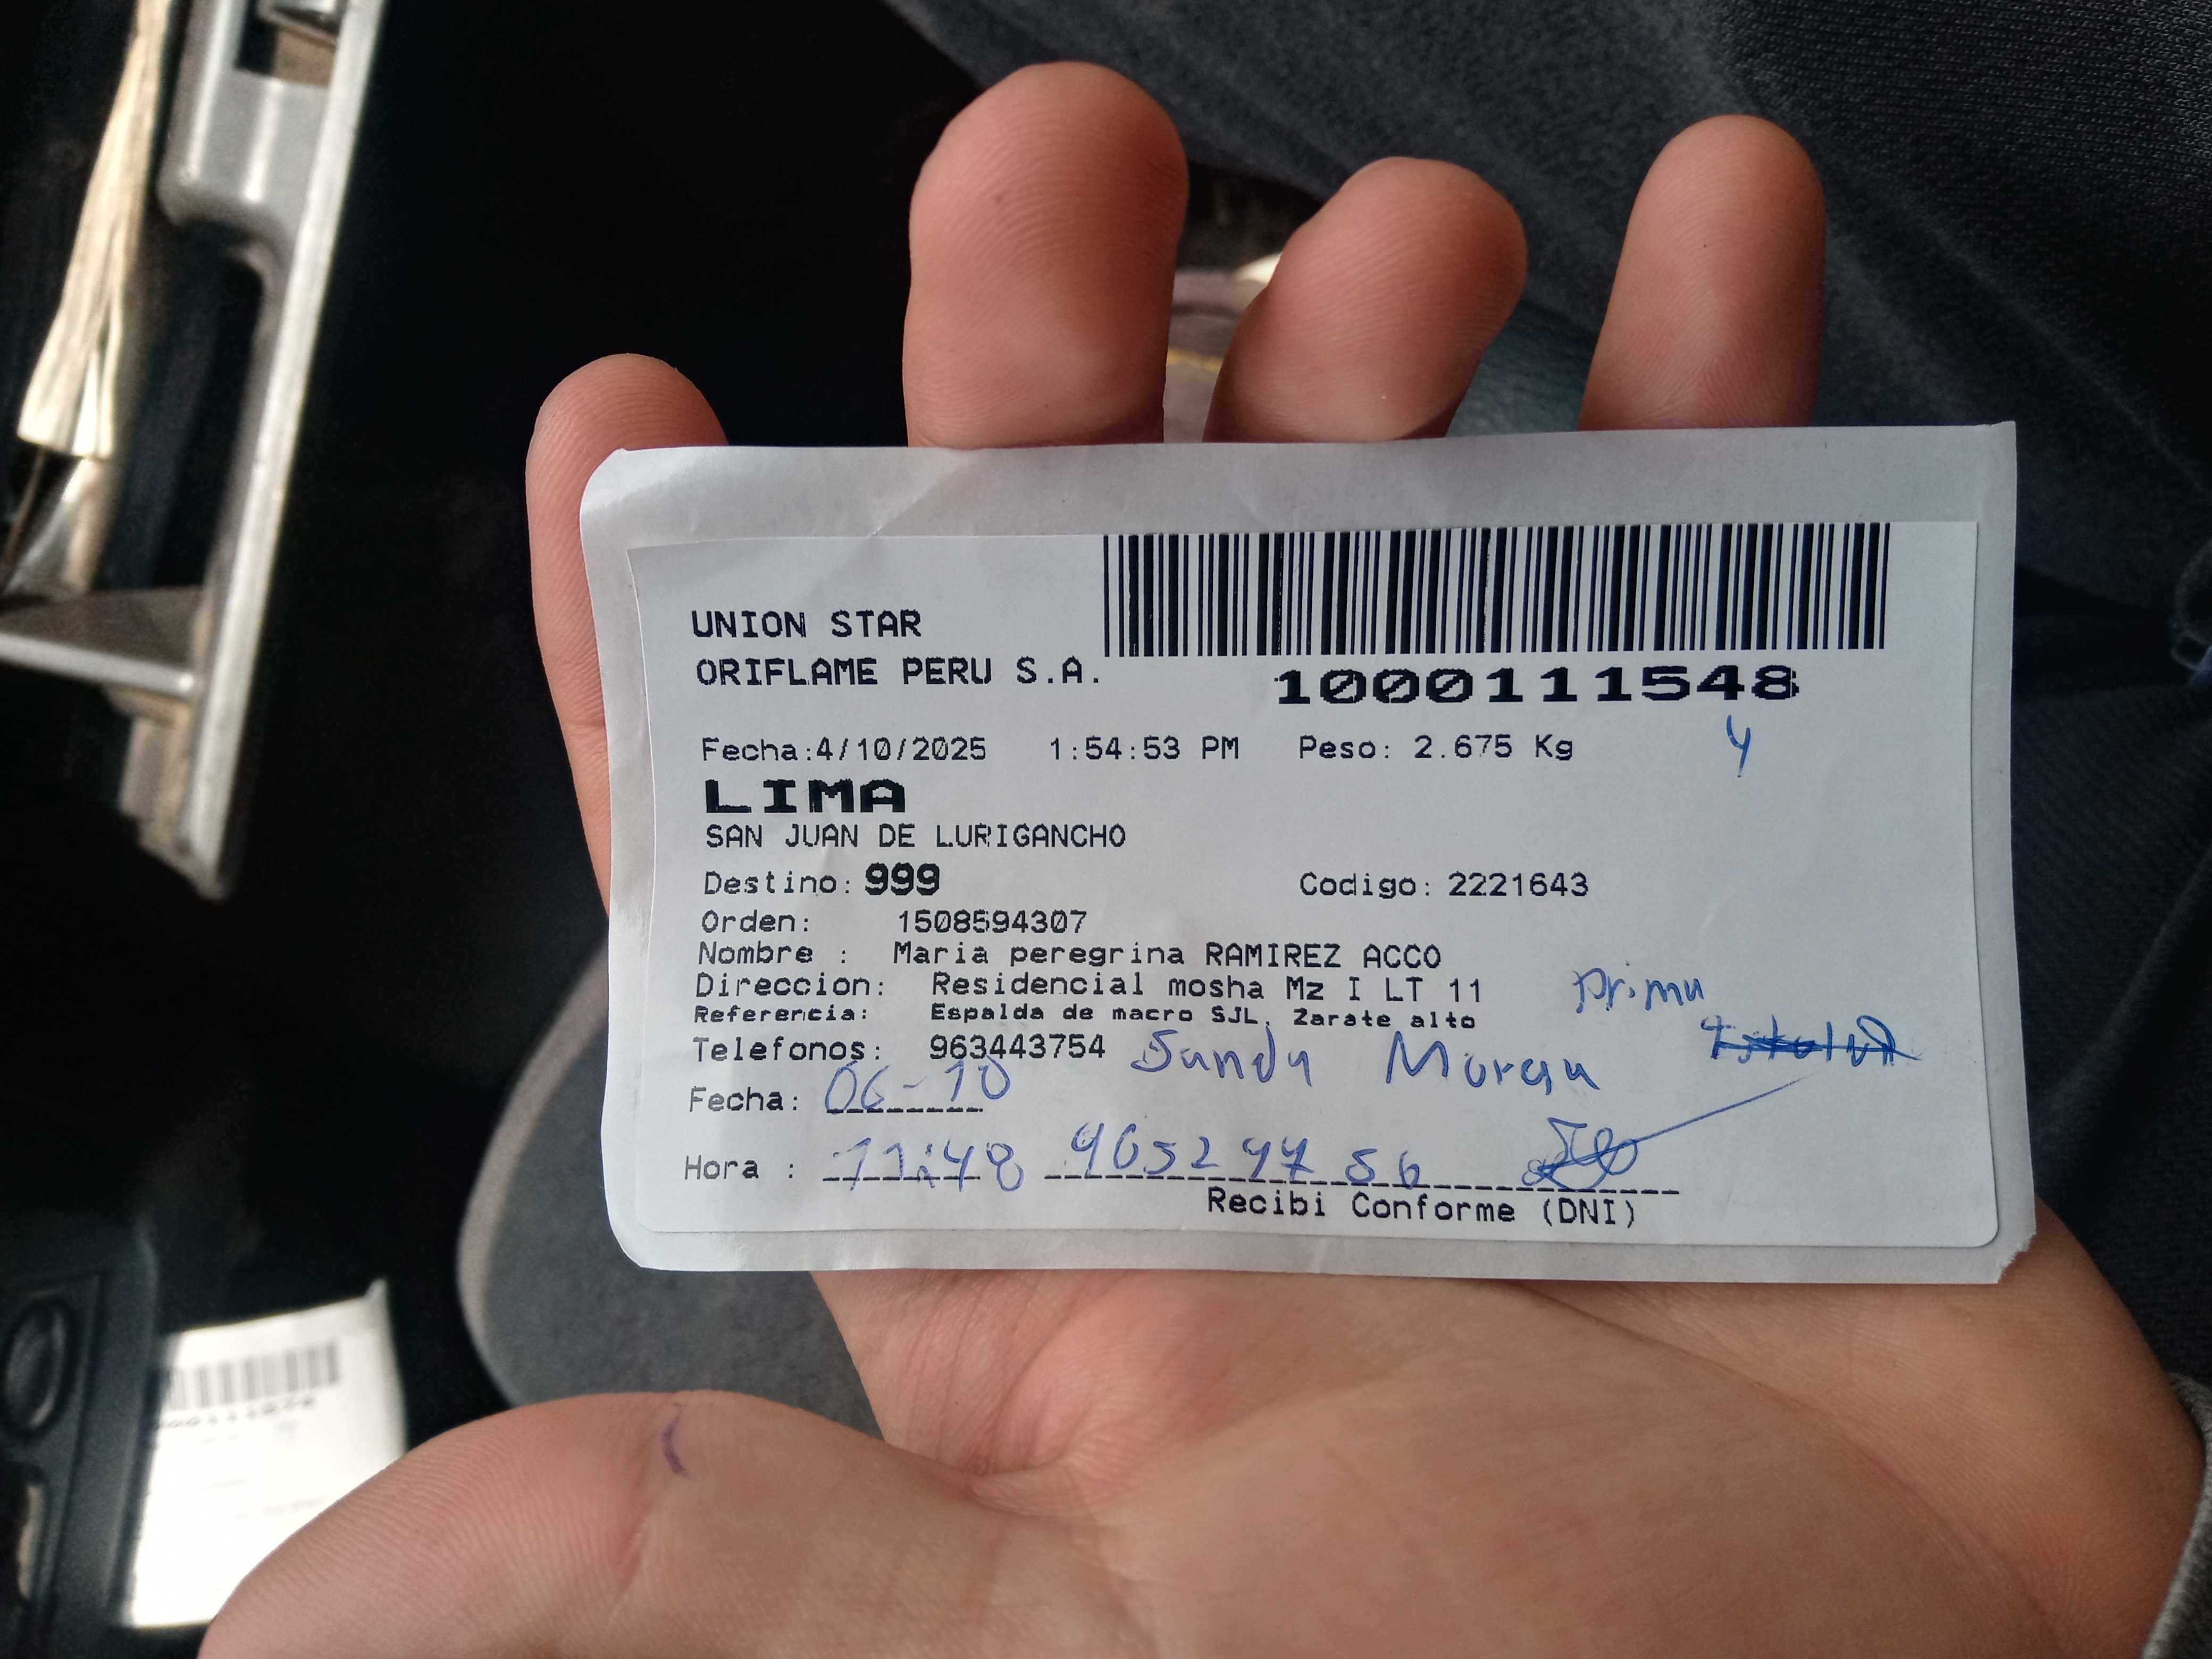 UNION STAR
ORIFLAME PERU S.A.
1000111548
Fecha:4/10/2025 1:54:53 PM Peso: 2.675 Kg
4
LIMA
SAN JUAN DE LURIGANCHO
Destino: 999 Codigo: 2221643
Orden: 1508594307
Nombre : Maria peregrina RAMIREZ ACCO
Direccion: Residencial mosha Mz I LT 11
prima
Referencia: Espalda de macro SJL, Zarate alto
Telefonos: 963443754
Moran
Fecha: 06-10
Hora : 11:48
Recibi Conforme (DNI)